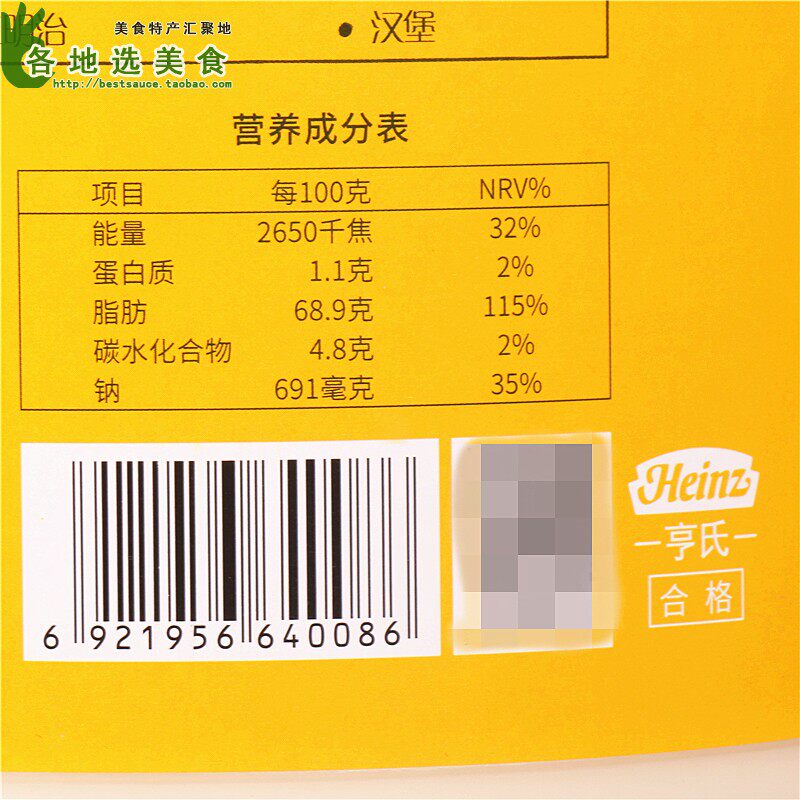 美食特产汇聚地
明治
• 汉堡
各地选美食
http://bestsauce.taobao.com
营养成分表
项目 每100克 NRV%
能量 2650千焦 32%
蛋白质 1.1克 2%
脂肪 68.9克 115%
碳水化合物 4.8克 2%
钠 691毫克 35%
Heinz
亨氏
合格
6 921956 640086